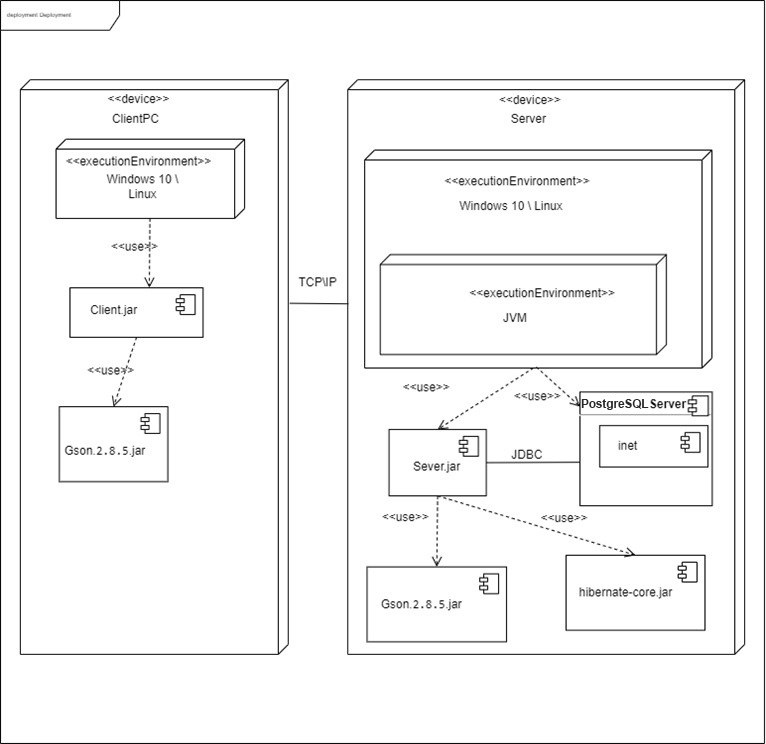 deployment Deployment
<<device>>
ClientPC
<<executionEnvironment>>
Windows 10 \
Linux
<<use>>
Client.jar
<<use>>
Gson.2.8.5.jar
TCP\IP
<<device>>
Server
<<executionEnvironment>>
Windows 10 \ Linux
<<executionEnvironment>>
JVM
<<use>>
<<use>>
PostgreSQLServer
inet
Sever.jar
JDBC
<<use>>
<<use>>
Gson.2.8.5.jar
hibernate-core.jar